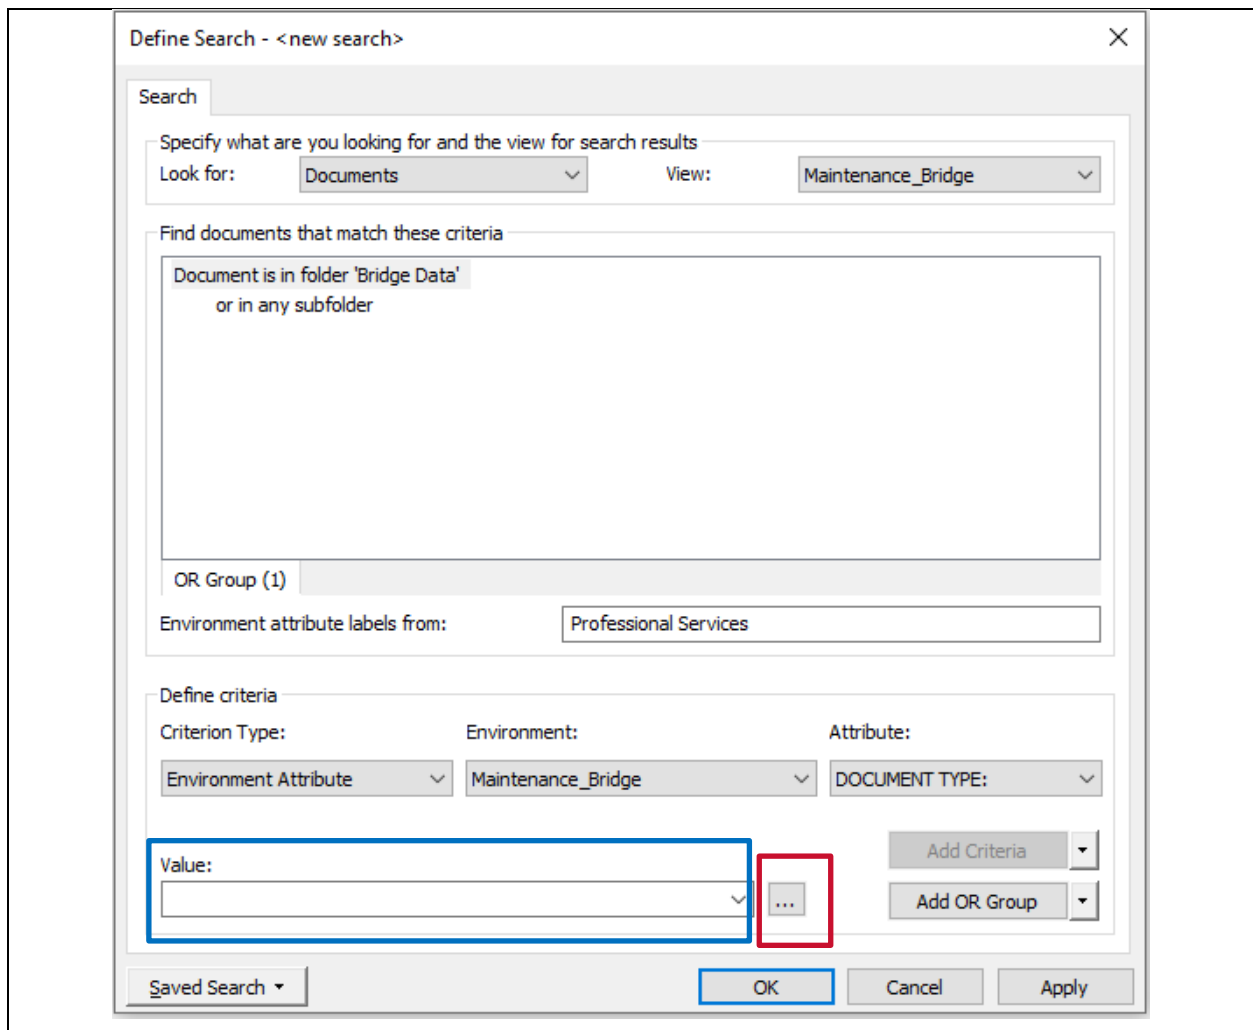 Define Search - <new search>
Search
Specify what are you looking for and the view for search results
Look for: Documents View: Maintenance_Bridge
Find documents that match these criteria
Document is in folder 'Bridge Data'
or in any subfolder
OR Group (1)
Environment attribute labels from: Professional Services
Define criteria
Criterion Type: Environment: Attribute:
Environment Attribute Maintenance_Bridge DOCUMENT TYPE:
Add Criteria
Value:
... Add OR Group
Saved Search OK Cancel Apply